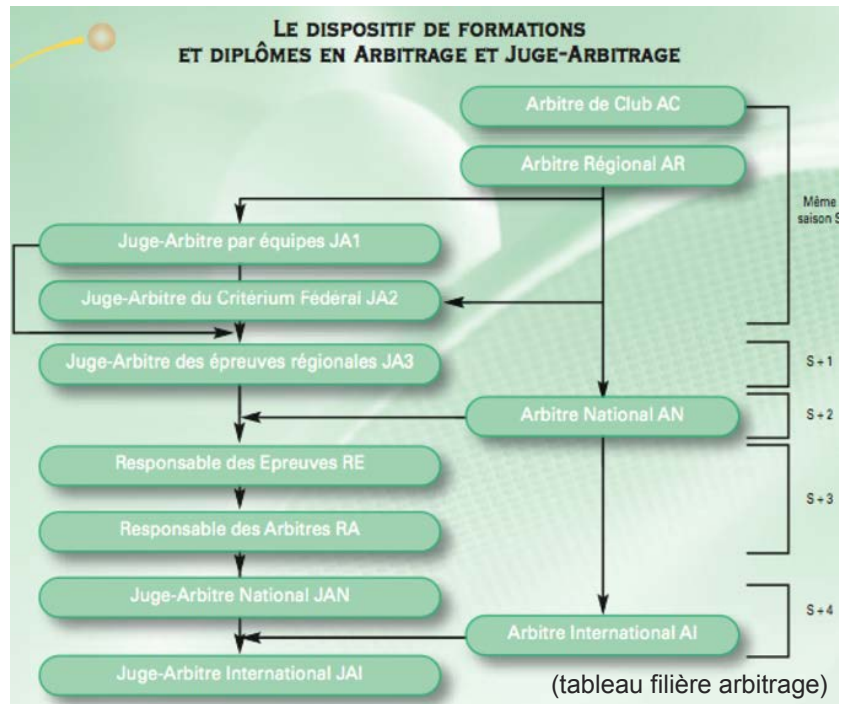 LE DISPOSITIF DE FORMATIONS
ET DIPLÔMES EN ARBITRAGE ET JUGE-ARBITRAGE
Arbitre de Club AC
Arbitre Régional AR
Même
saison S
Juge-Arbitre par équipes JA1
Juge-Arbitre du Critérium Fédéral JA2
Juge-Arbitre des épreuves régionales JA3
S + 1
Arbitre National AN
S + 2
Responsable des Epreuves RE
S + 3
Responsable des Arbitres RA
Juge-Arbitre National JAN
S + 4
Arbitre International AI
Juge-Arbitre International JAI
(tableau filière arbitrage)